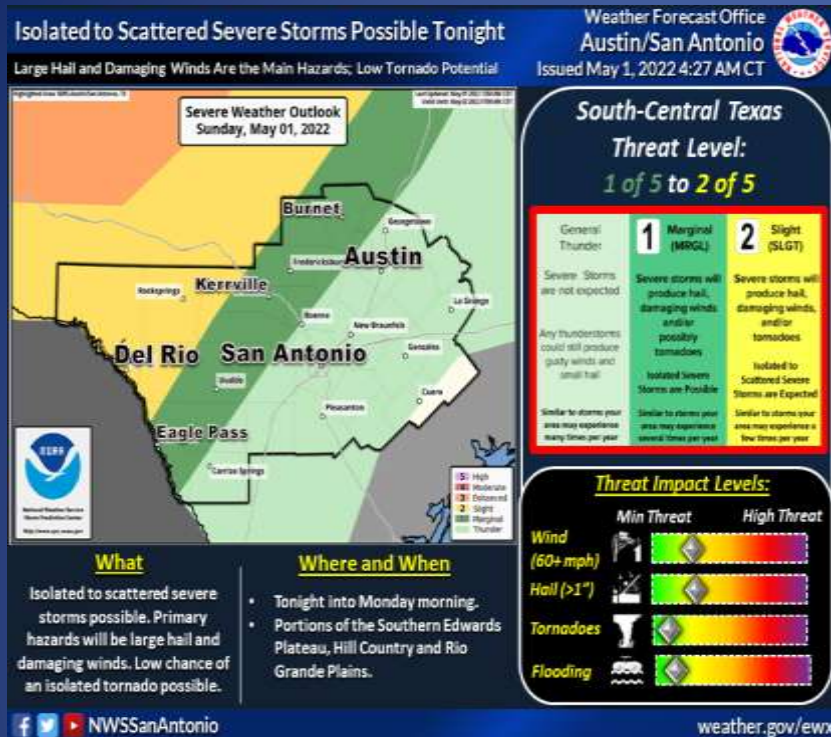 Isolated to Scattered Severe Storms Possible Tonight
Large Hail and Damaging Winds Are the Main Hazards; Low Tornado Potential
Weather Forecast Office
Austin/San Antonio
Issued May 1, 2022 4:27 AM CT
Severe Weather Outlook
Sunday, May 01, 2022
Burnet
Georgetown
Fredericksburg
Austin
Rocksprings
Kerrville
La Grange
Boerne
New Braunfels
Del Rio
San Antonio
Gonzales
Uvalde
Cuero
Pleasanton
Eagle Pass
Carrizo Springs
NOAA
National Weather Service
Storm Prediction Center
5 High
4 Moderate
3 Enhanced
2 Slight
1 Marginal
Thunder
South-Central Texas
Threat Level:
1 of 5 to 2 of 5
General
Thunder
Severe Storms
are not expected
Any thunderstorms
could still produce
gusty winds and
small hail
Similar to storms your
area may experience
many times per year
1 Marginal
(MRGL)
Severe storms will
produce hail,
damaging winds
and/or
possibly
tornadoes
Isolated Severe
Storms are Possible
Similar to storms your
area may experience
several times per year
2 Slight
(SLGT)
Severe storms will
produce hail,
damaging winds,
and/or
tornadoes
Isolated to
Scattered Severe
Storms are Expected
Similar to storms your
area may experience a
few times per year
What
Isolated to scattered severe
storms possible. Primary
hazards will be large hail and
damaging winds. Low chance of
an isolated tornado possible.
Where and When
• Tonight into Monday morning.
• Portions of the Southern Edwards
Plateau, Hill Country and Rio
Grande Plains.
Threat Impact Levels:
Min Threat High Threat
Wind
(60+ mph)
Hail (>1")
Tornadoes
Flooding
NWSSanAntonio
weather.gov/ewx